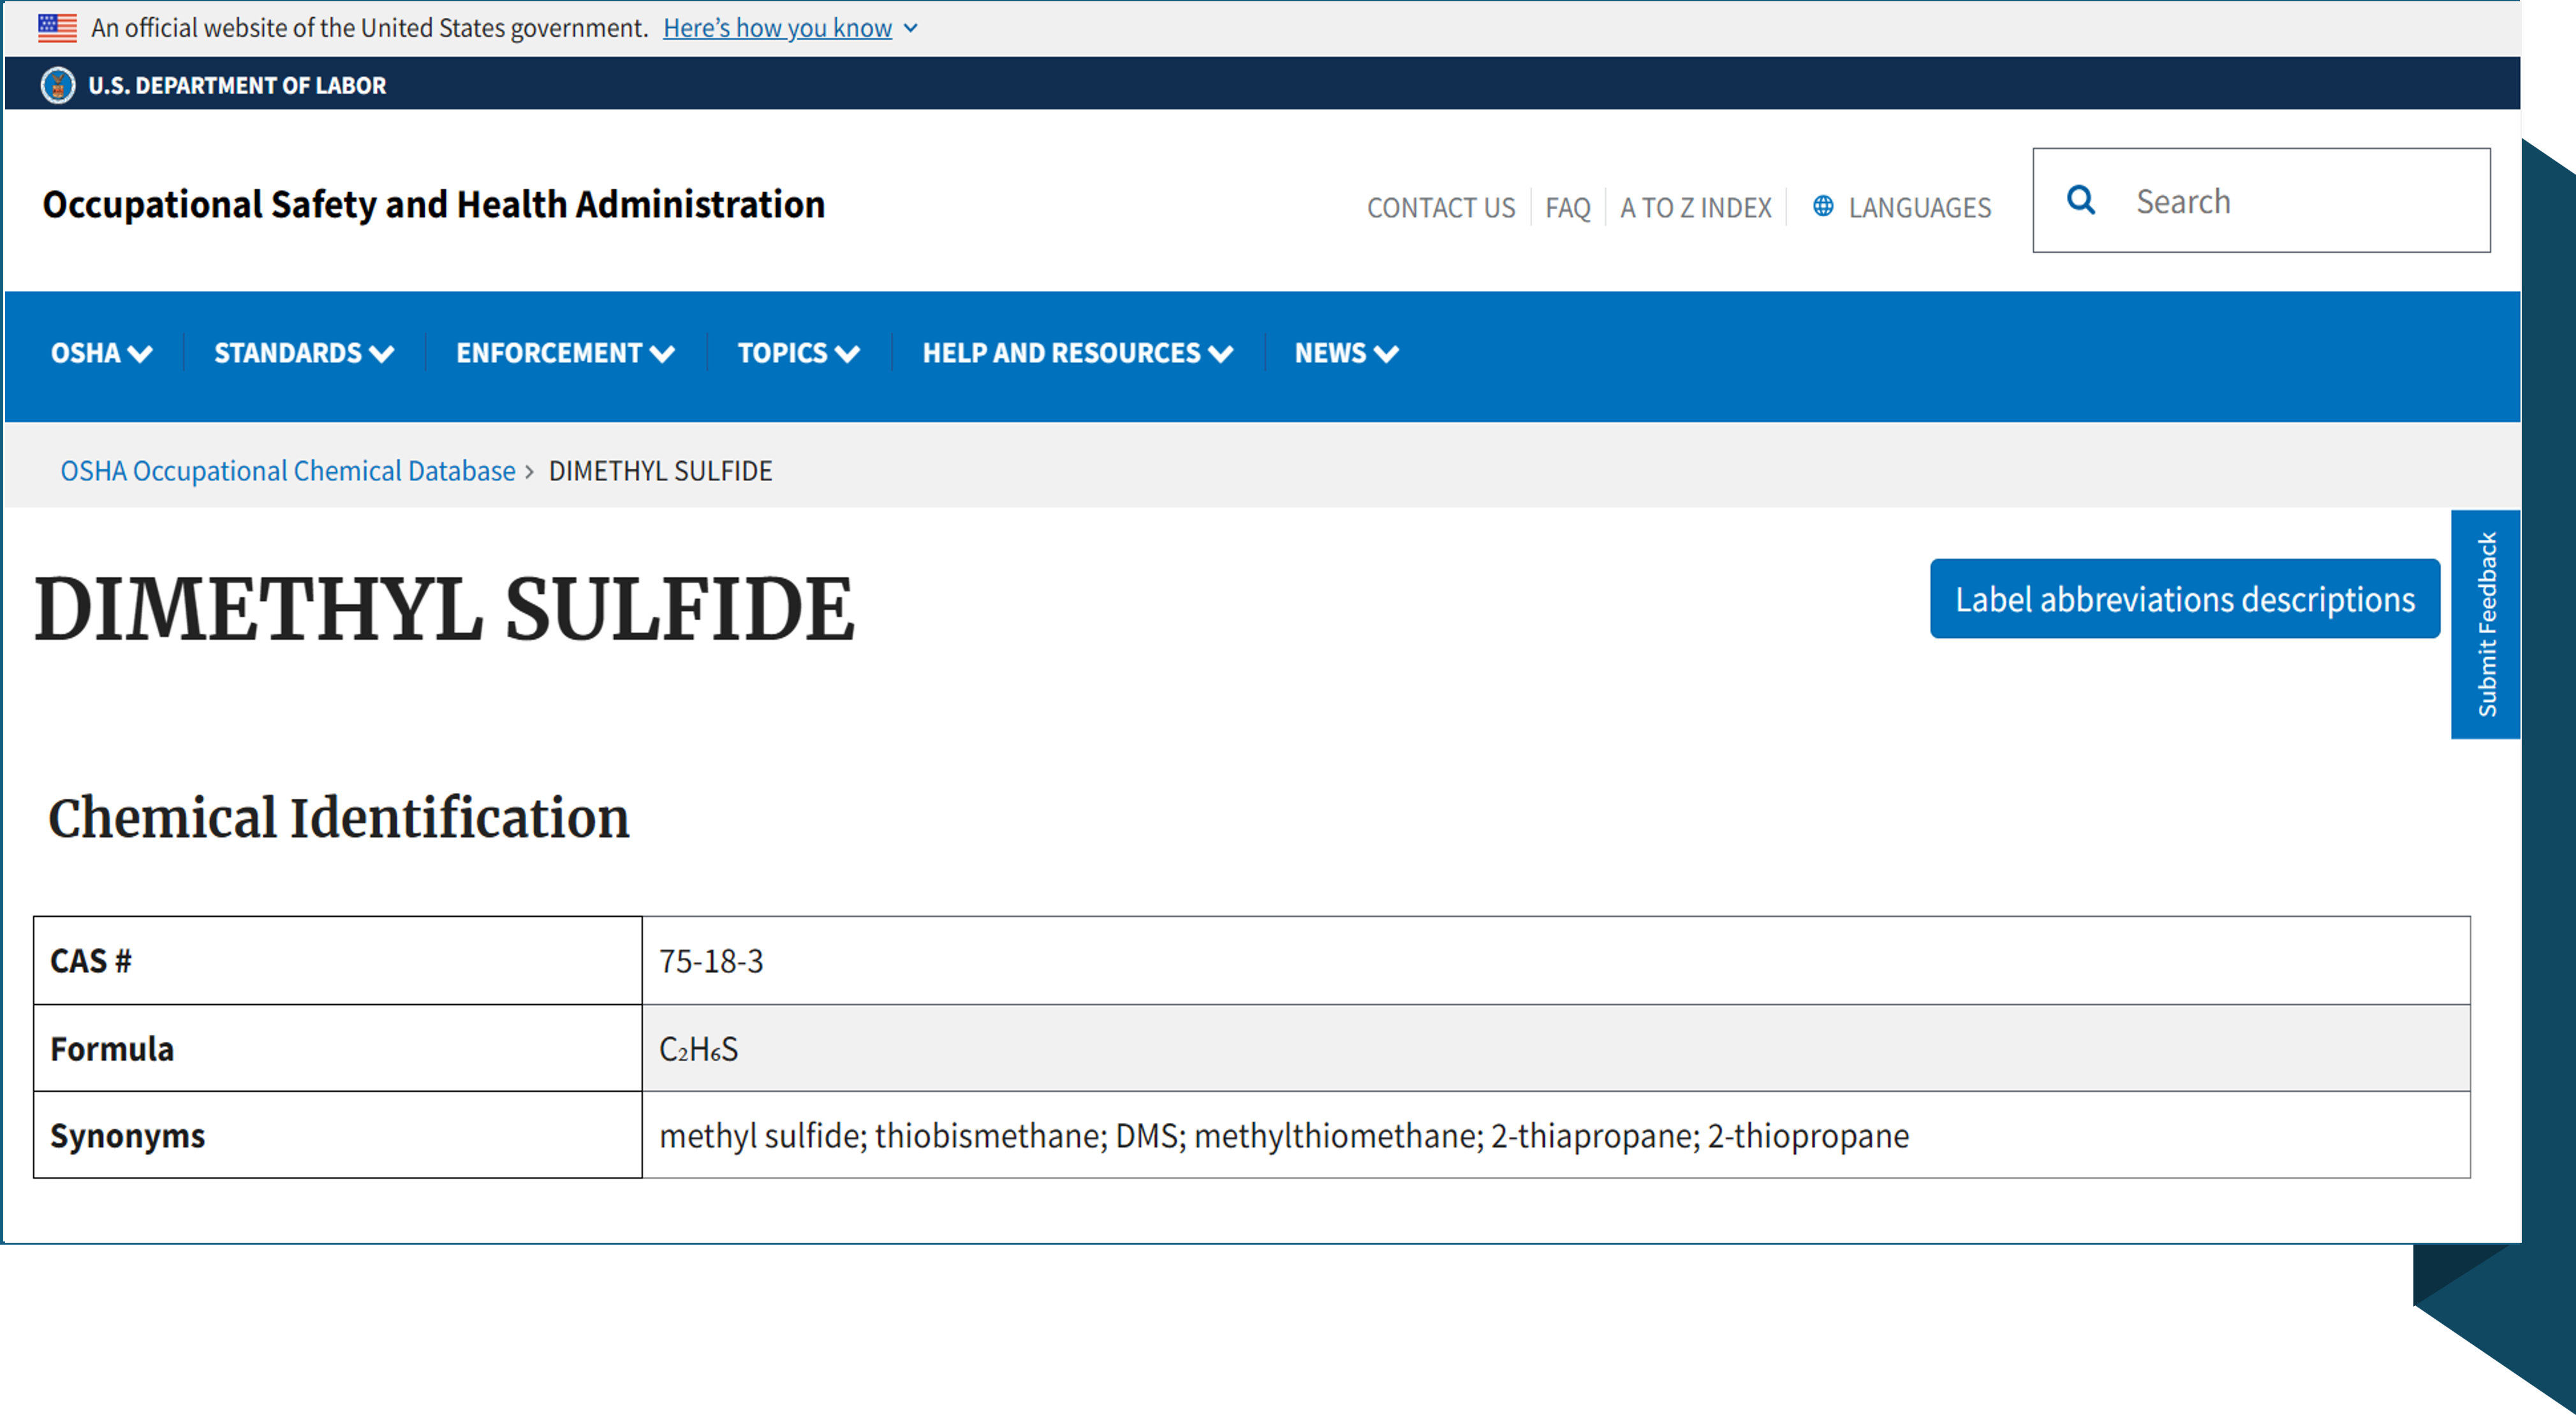 An official website of the United States government. Here’s how you know
U.S. DEPARTMENT OF LABOR
Occupational Safety and Health Administration
CONTACT US FAQ A TO Z INDEX LANGUAGES Search
OSHA STANDARDS ENFORCEMENT TOPICS HELP AND RESOURCES NEWS
OSHA Occupational Chemical Database > DIMETHYL SULFIDE
DIMETHYL SULFIDE
Label abbreviations descriptions
Submit Feedback
Chemical Identification
CAS # 75-18-3
Formula C₂H₆S
Synonyms methyl sulfide; thiobismethane; DMS; methylthiomethane; 2-thiapropane; 2-thiopropane